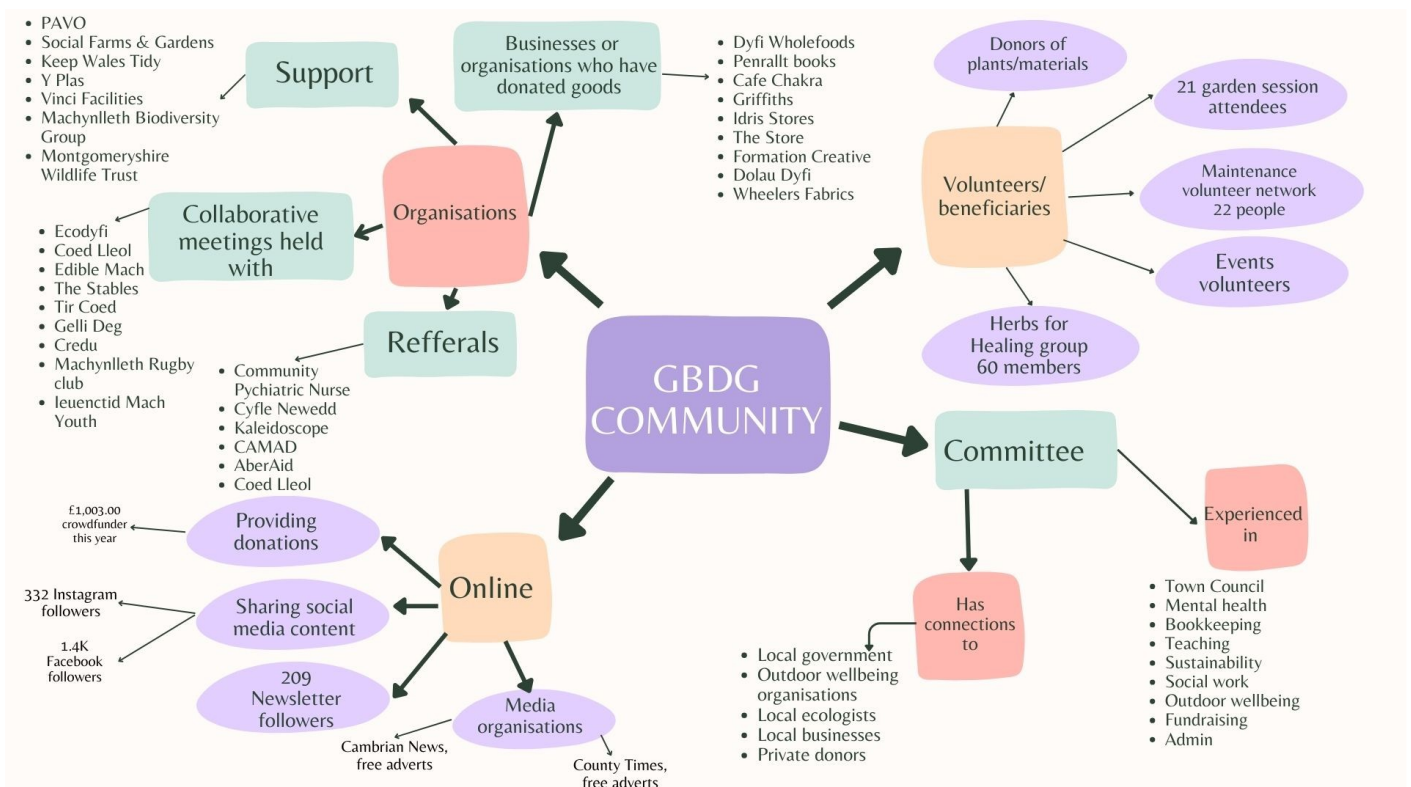 • PAVO
• Social Farms & Gardens
• Keep Wales Tidy
• Y Plas
• Vinci Facilities
• Machynlleth Biodiversity
Group
• Montgomeryshire
Wildlife Trust
Support
Businesses or
organisations who have
donated goods
• Dyfi Wholefoods
• Penrallt books
• Cafe Chakra
• Griffiths
• Idris Stores
• The Store
• Formation Creative
• Dolau Dyfi
• Wheelers Fabrics
Organisations
Collaborative
meetings held
with
• Ecodyfi
• Coed Lleol
• Edible Mach
• The Stables
• Tir Coed
• Gelli Deg
• Credu
• Machynlleth Rugby
club
• Ieuenctid Mach
Youth
Refferals
• Community
Pychiatric Nurse
• Cyfle Newedd
• Kaleidoscope
• CAMAD
• AberAid
• Coed Lleol
Donors of
plants/materials
21 garden session
attendees
Volunteers/
beneficiaries
Maintenance
volunteer network
22 people
Events
volunteers
Herbs for
Healing group
60 members
GBDG
COMMUNITY
Committee
Experienced
in
• Town Council
• Mental health
• Bookkeeping
• Teaching
• Sustainability
• Social work
• Outdoor wellbeing
• Fundraising
• Admin
Has
connections
to
• Local government
• Outdoor wellbeing
organisations
• Local ecologists
• Local businesses
• Private donors
Online
Providing
donations
£1,003.00
crowdfunder
this year
Sharing social
media content
332 Instagram
followers
1.4K
Facebook
followers
209
Newsletter
followers
Media
organisations
Cambrian News,
free adverts
County Times,
free adverts